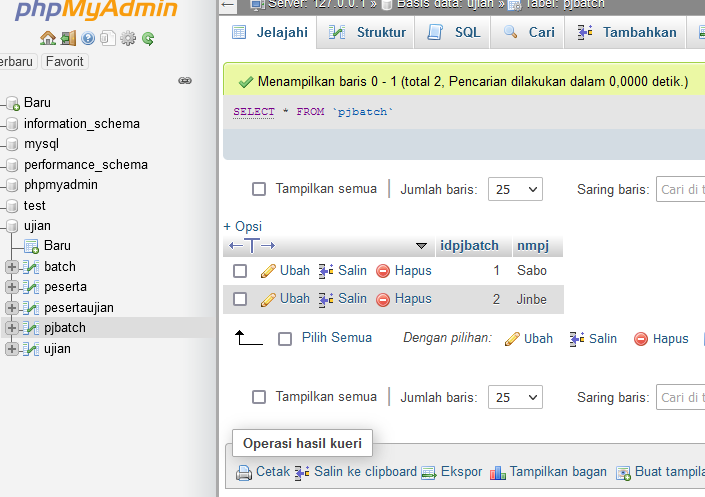 phpMyAdmin
erbaru Favorit
Baru
information_schema
mysql
performance_schema
phpmyadmin
test
ujian
Baru
batch
peserta
pesertaujian
pjbatch
ujian
Server: 127.0.0.1 » Basis data: ujian » Tabel: pjbatch
Jelajahi Struktur SQL Cari Tambahkan
Menampilkan baris 0 - 1 (total 2, Pencarian dilakukan dalam 0,0000 detik.)
SELECT * FROM `pjbatch`
Tampilkan semua Jumlah baris: 25 Saring baris: Cari di t
+ Opsi
←T→ idpjbatch nmpj
Ubah Salin Hapus 1 Sabo
Ubah Salin Hapus 2 Jinbe
Pilih Semua Dengan pilihan: Ubah Salin Hapus
Tampilkan semua Jumlah baris: 25 Saring baris: Cari di t
Operasi hasil kueri
Cetak Salin ke clipboard Ekspor Tampilkan bagan Buat tampila